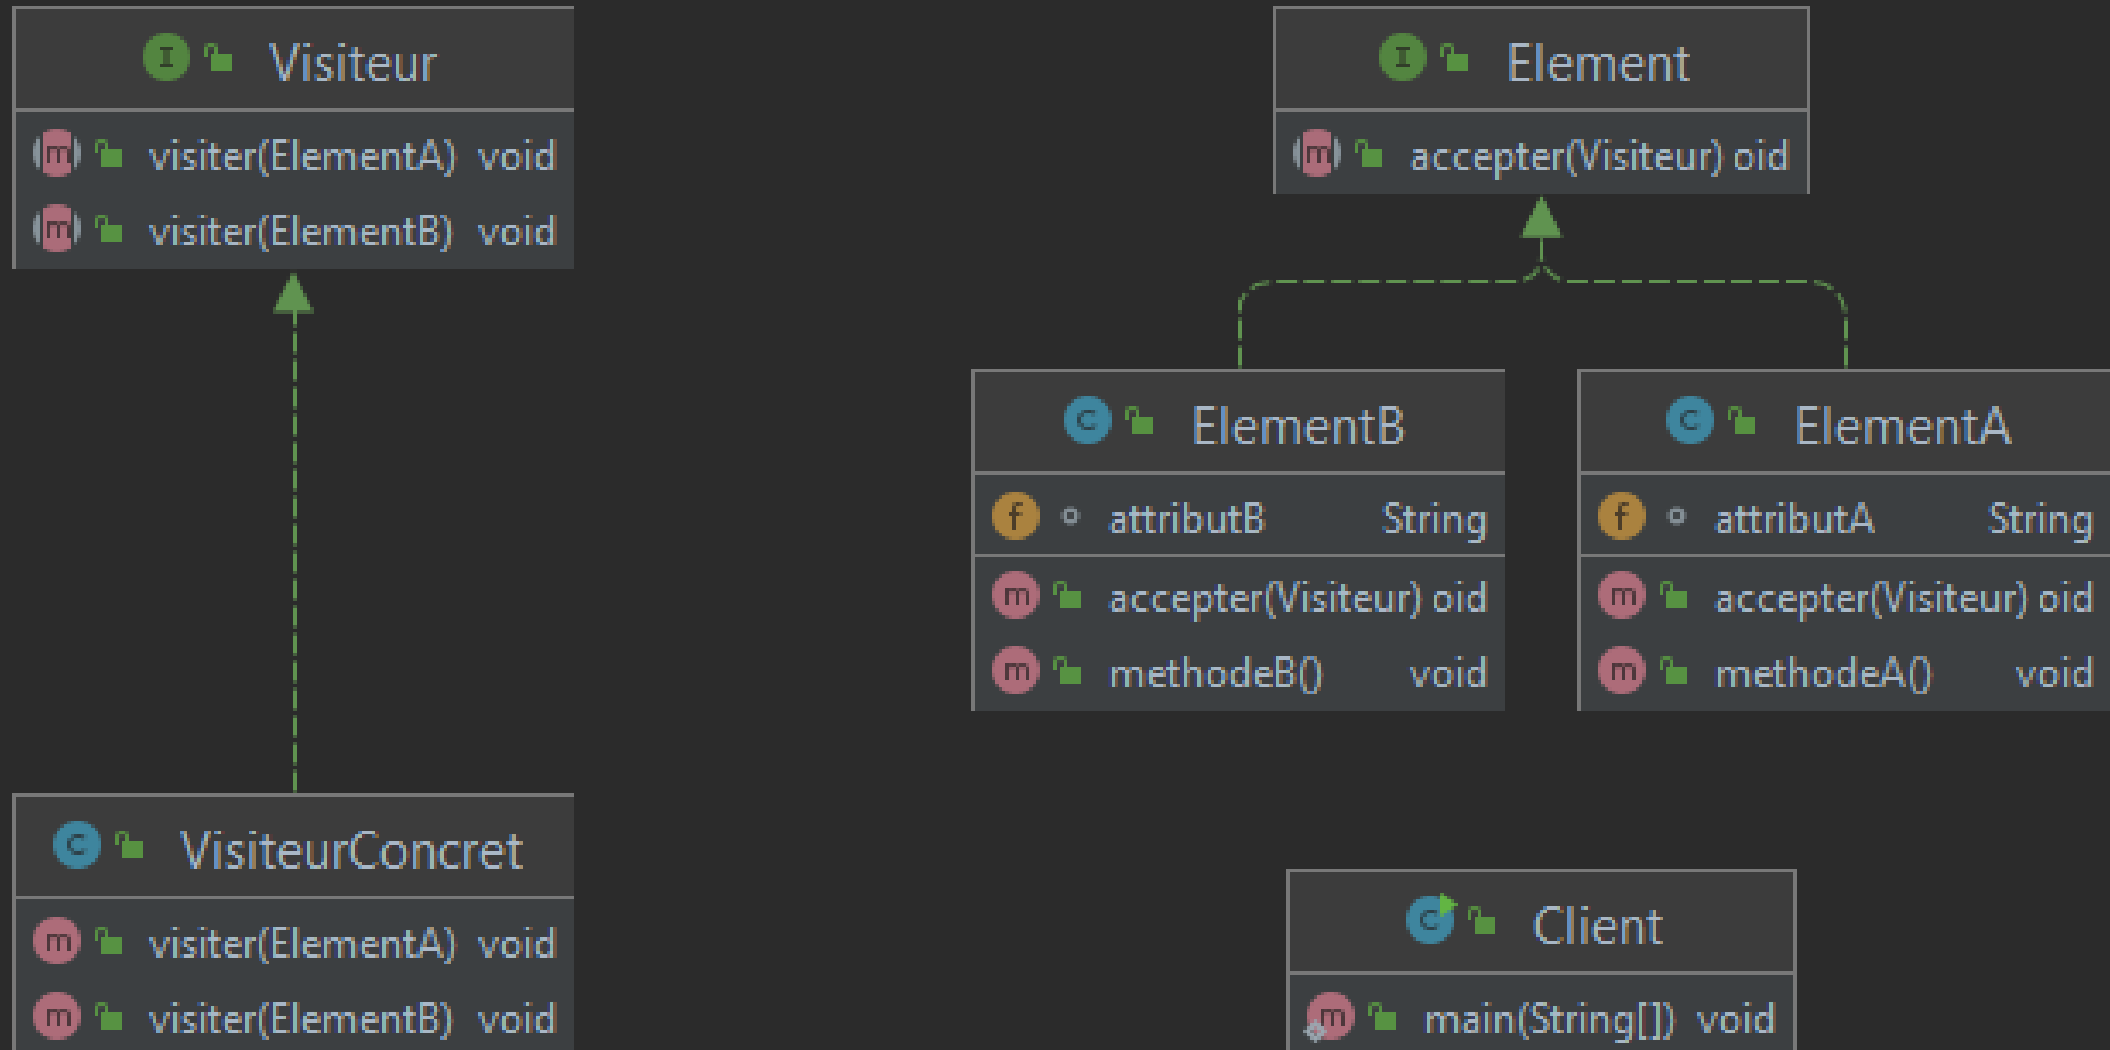 Visiteur
visiter(ElementA) void
visiter(ElementB) void
Element
accepter(Visiteur) oid
ElementB
attributB String
accepter(Visiteur) oid
methodeB() void
ElementA
attributA String
accepter(Visiteur) oid
methodeA() void
VisiteurConcret
visiter(ElementA) void
visiter(ElementB) void
Client
main(String[]) void